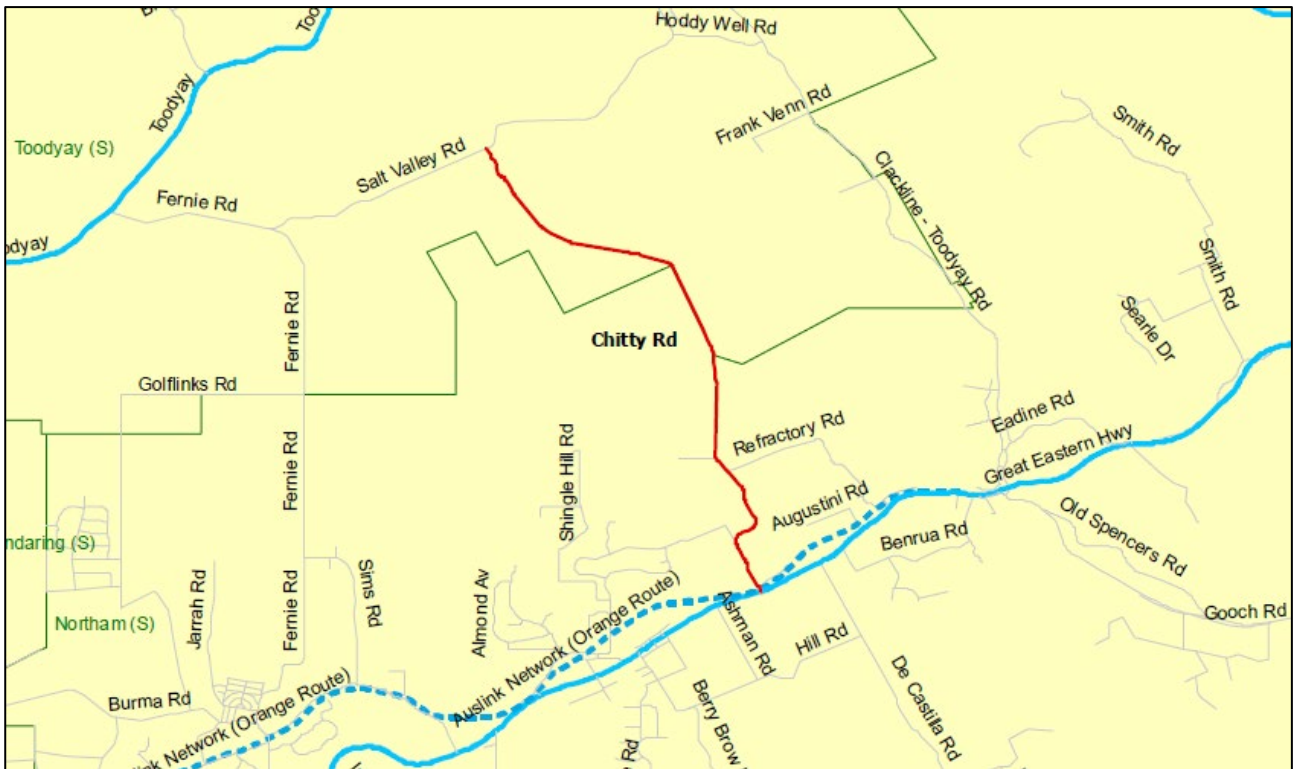 Hoddy Well Rd
Toodyay
Frank Venn Rd
Smith Rd
Toodyay (S)
Salt Valley Rd
Fernie Rd
Clackline - Toodyay Rd
Smith Rd
Fernie Rd
Searle Dr
Chitty Rd
Golflinks Rd
Eadine Rd
Refractory Rd
Great Eastern Hwy
Shingle Hill Rd
Fernie Rd
Augustini Rd
Old Spencers Rd
Benrua Rd
Sims Rd
Jarrah Rd
Almond Av
Fernie Rd
Northam (S)
Auslink Network (Orange Route)
Ashman Rd
Hill Rd
Gooch Rd
De Castilla Rd
Burma Rd
Network (Orange Route)
Berry Brow
Rd